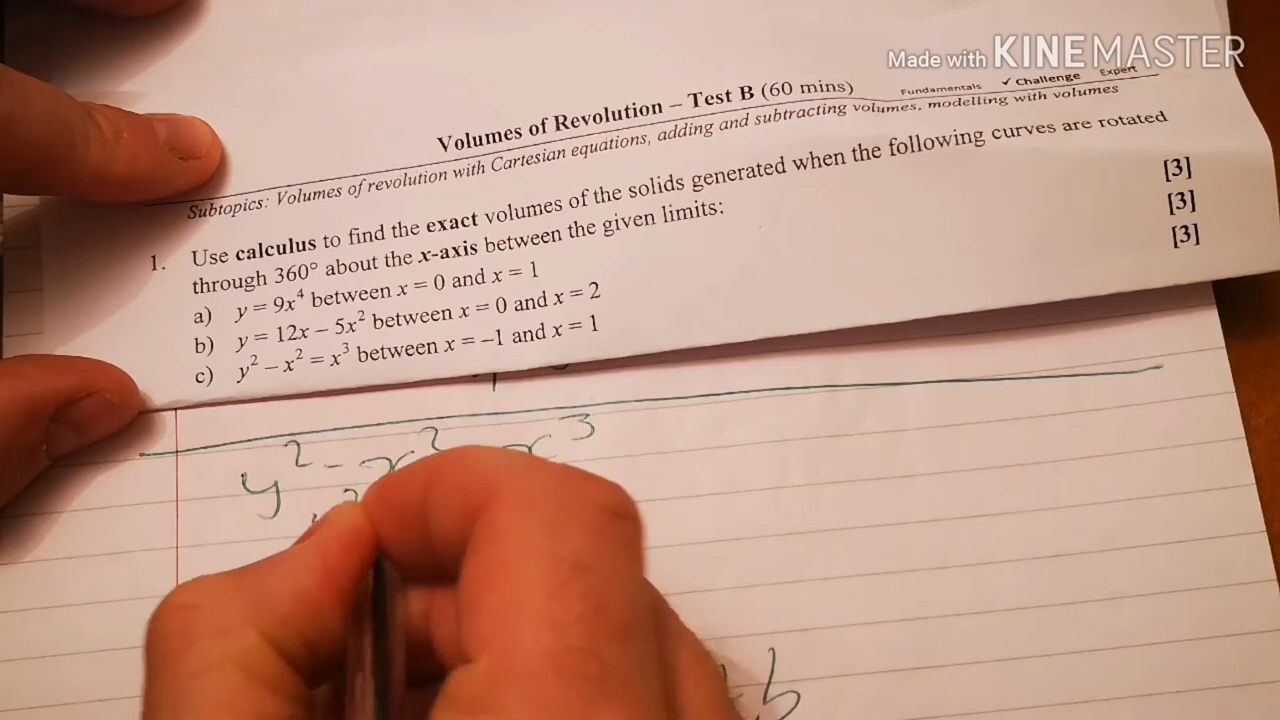 Made with KINEMASTER
Volumes of Revolution – Test B (60 mins) Fundamentals ✓ Challenge Expert
Subtopics: Volumes of revolution with Cartesian equations, adding and subtracting volumes, modelling with volumes
1. Use calculus to find the exact volumes of the solids generated when the following curves are rotated
through 360° about the x-axis between the given limits:
a) y = 9x⁴ between x = 0 and x = 1 [3]
b) y = 12x – 5x² between x = 0 and x = 2 [3]
c) y² – x² = x³ between x = –1 and x = 1 [3]
y² - x² x³
b